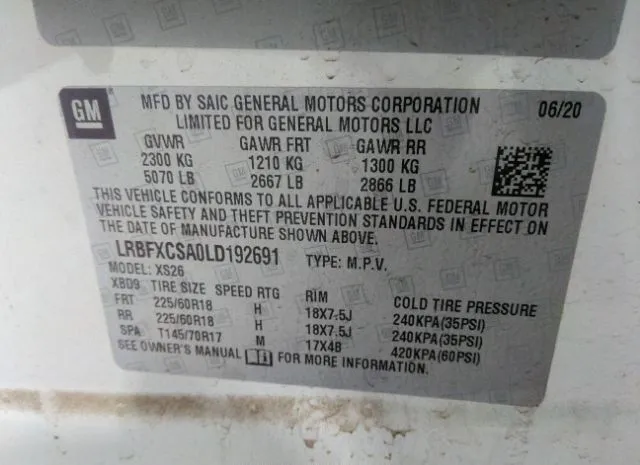 GM
MFD BY SAIC GENERAL MOTORS CORPORATION 06/20
LIMITED FOR GENERAL MOTORS LLC
GVWR GAWR FRT GAWR RR
2300 KG 1210 KG 1300 KG
5070 LB 2667 LB 2866 LB
THIS VEHICLE CONFORMS TO ALL APPLICABLE U.S. FEDERAL MOTOR
VEHICLE SAFETY AND THEFT PREVENTION STANDARDS IN EFFECT ON
THE DATE OF MANUFACTURE SHOWN ABOVE.
LRBFXCSA0LD192691 TYPE: M.P.V.
MODEL: XS26
XBD9 TIRE SIZE SPEED RTG RIM COLD TIRE PRESSURE
FRT 225/60R18 H 18X7.5J 240KPA(35PSI)
RR 225/60R18 H 18X7.5J 240KPA(35PSI)
SPA T145/70R17 M 17X4B 420KPA(60PSI)
SEE OWNER'S MANUAL FOR MORE INFORMATION.